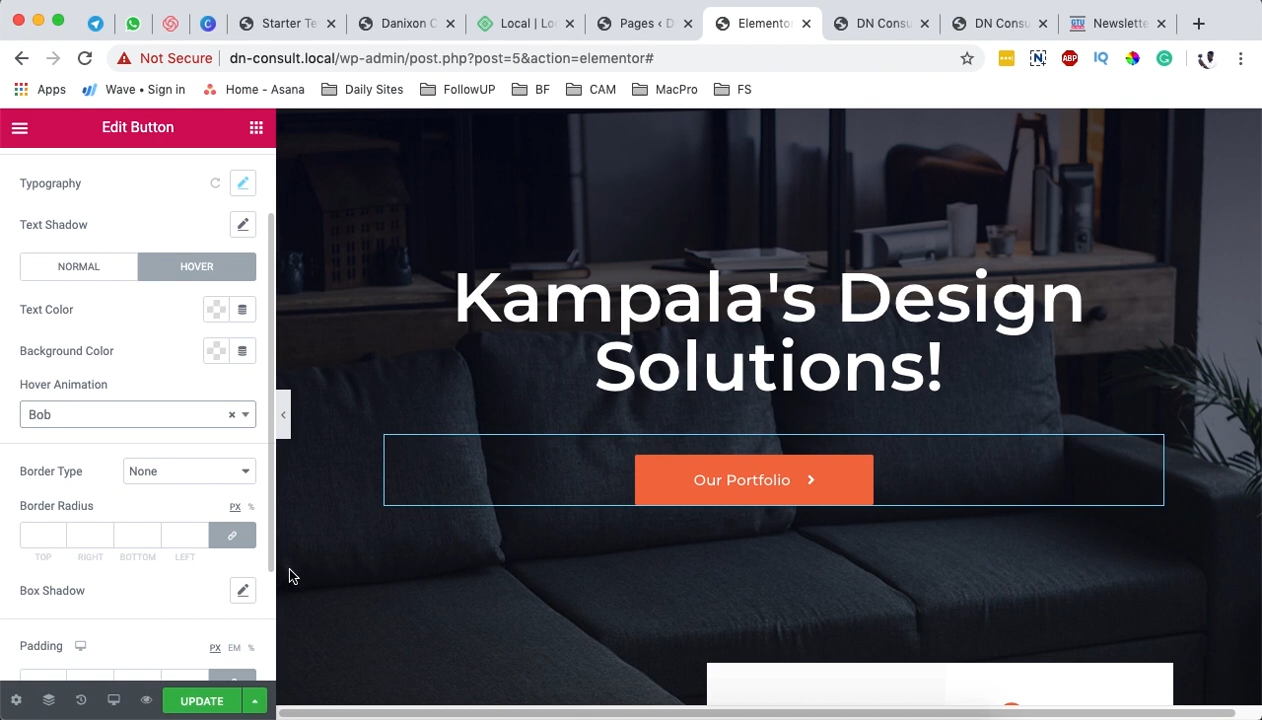 Starter Te
Danixon C
Local | Lo
Pages ‹ D
Elemento
DN Consu
DN Consu
Newslette
Not Secure
dn-consult.local/wp-admin/post.php?post=5&action=elementor#
ABP
IQ
Apps
Wave • Sign in
Home - Asana
Daily Sites
FollowUP
BF
CAM
MacPro
FS
Edit Button
Typography
Text Shadow
NORMAL
HOVER
Text Color
Background Color
Hover Animation
Bob
Border Type
None
Border Radius
PX %
TOP
RIGHT
BOTTOM
LEFT
Box Shadow
Padding
PX EM %
UPDATE
Kampala's Design
Solutions!
Our Portfolio